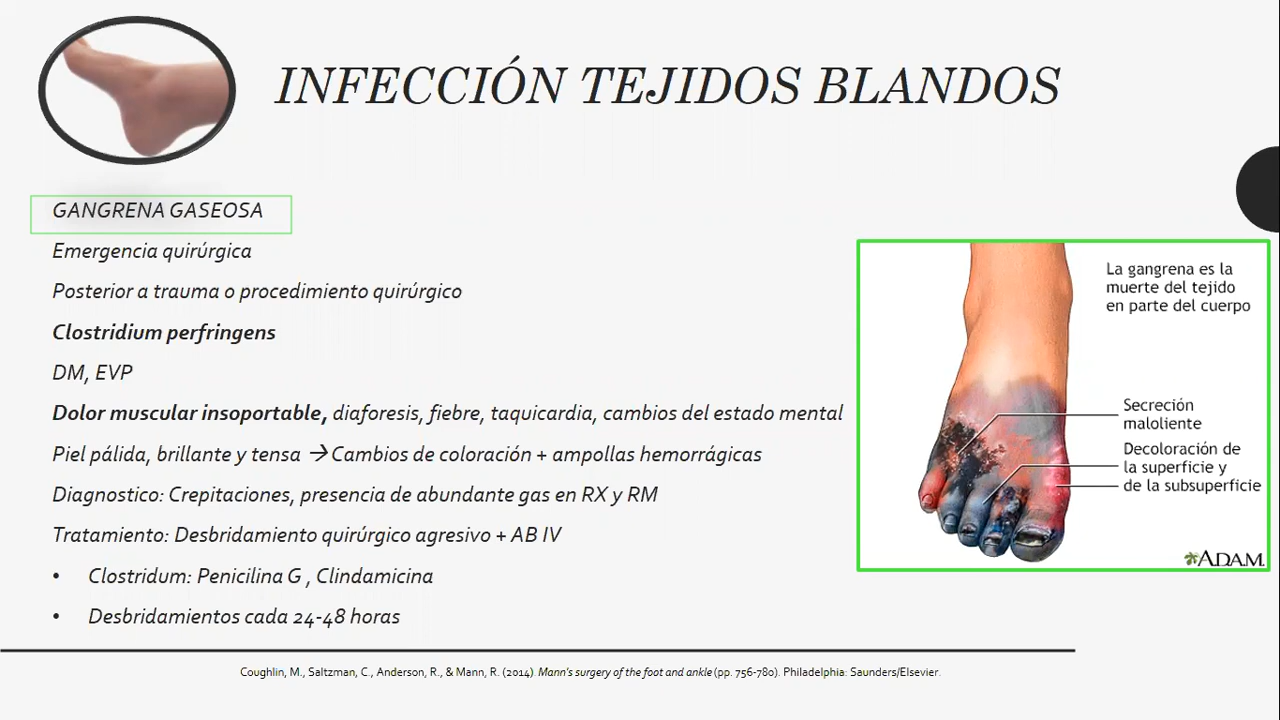 INFECCIÓN TEJIDOS BLANDOS
GANGRENA GASEOSA
Emergencia quirúrgica
Posterior a trauma o procedimiento quirúrgico
Clostridium perfringens
DM, EVP
Dolor muscular insoportable, diaforesis, fiebre, taquicardia, cambios del estado mental
Piel pálida, brillante y tensa → Cambios de coloración + ampollas hemorrágicas
Diagnostico: Crepitaciones, presencia de abundante gas en RX y RM
Tratamiento: Desbridamiento quirúrgico agresivo + AB IV
• Clostridum: Penicilina G , Clindamicina
• Desbridamientos cada 24-48 horas
La gangrena es la
muerte del tejido
en parte del cuerpo
Secreción
maloliente
Decoloración de
la superficie y
de la subsuperficie
A.D.A.M.
Coughlin, M., Saltzman, C., Anderson, R., & Mann, R. (2014). Mann's surgery of the foot and ankle (pp. 756-780). Philadelphia: Saunders/Elsevier.